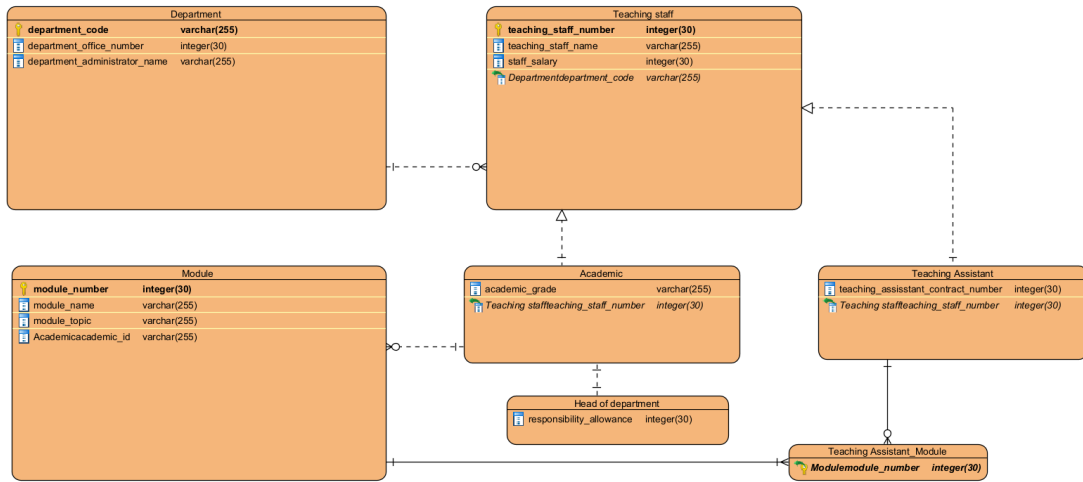 Department
department_code varchar(255)
department_office_number integer(30)
department_administrator_name varchar(255)
Teaching staff
teaching_staff_number integer(30)
teaching_staff_name varchar(255)
staff_salary integer(30)
Departmentdepartment_code varchar(255)
Module
module_number integer(30)
module_name varchar(255)
module_topic varchar(255)
Academicacademic_id varchar(255)
Academic
academic_grade varchar(255)
Teaching staffteaching_staff_number integer(30)
Teaching Assistant
teaching_assisstant_contract_number integer(30)
Teaching staffteaching_staff_number integer(30)
Head of department
responsibility_allowance integer(30)
Teaching Assistant_Module
Modulemodule_number integer(30)